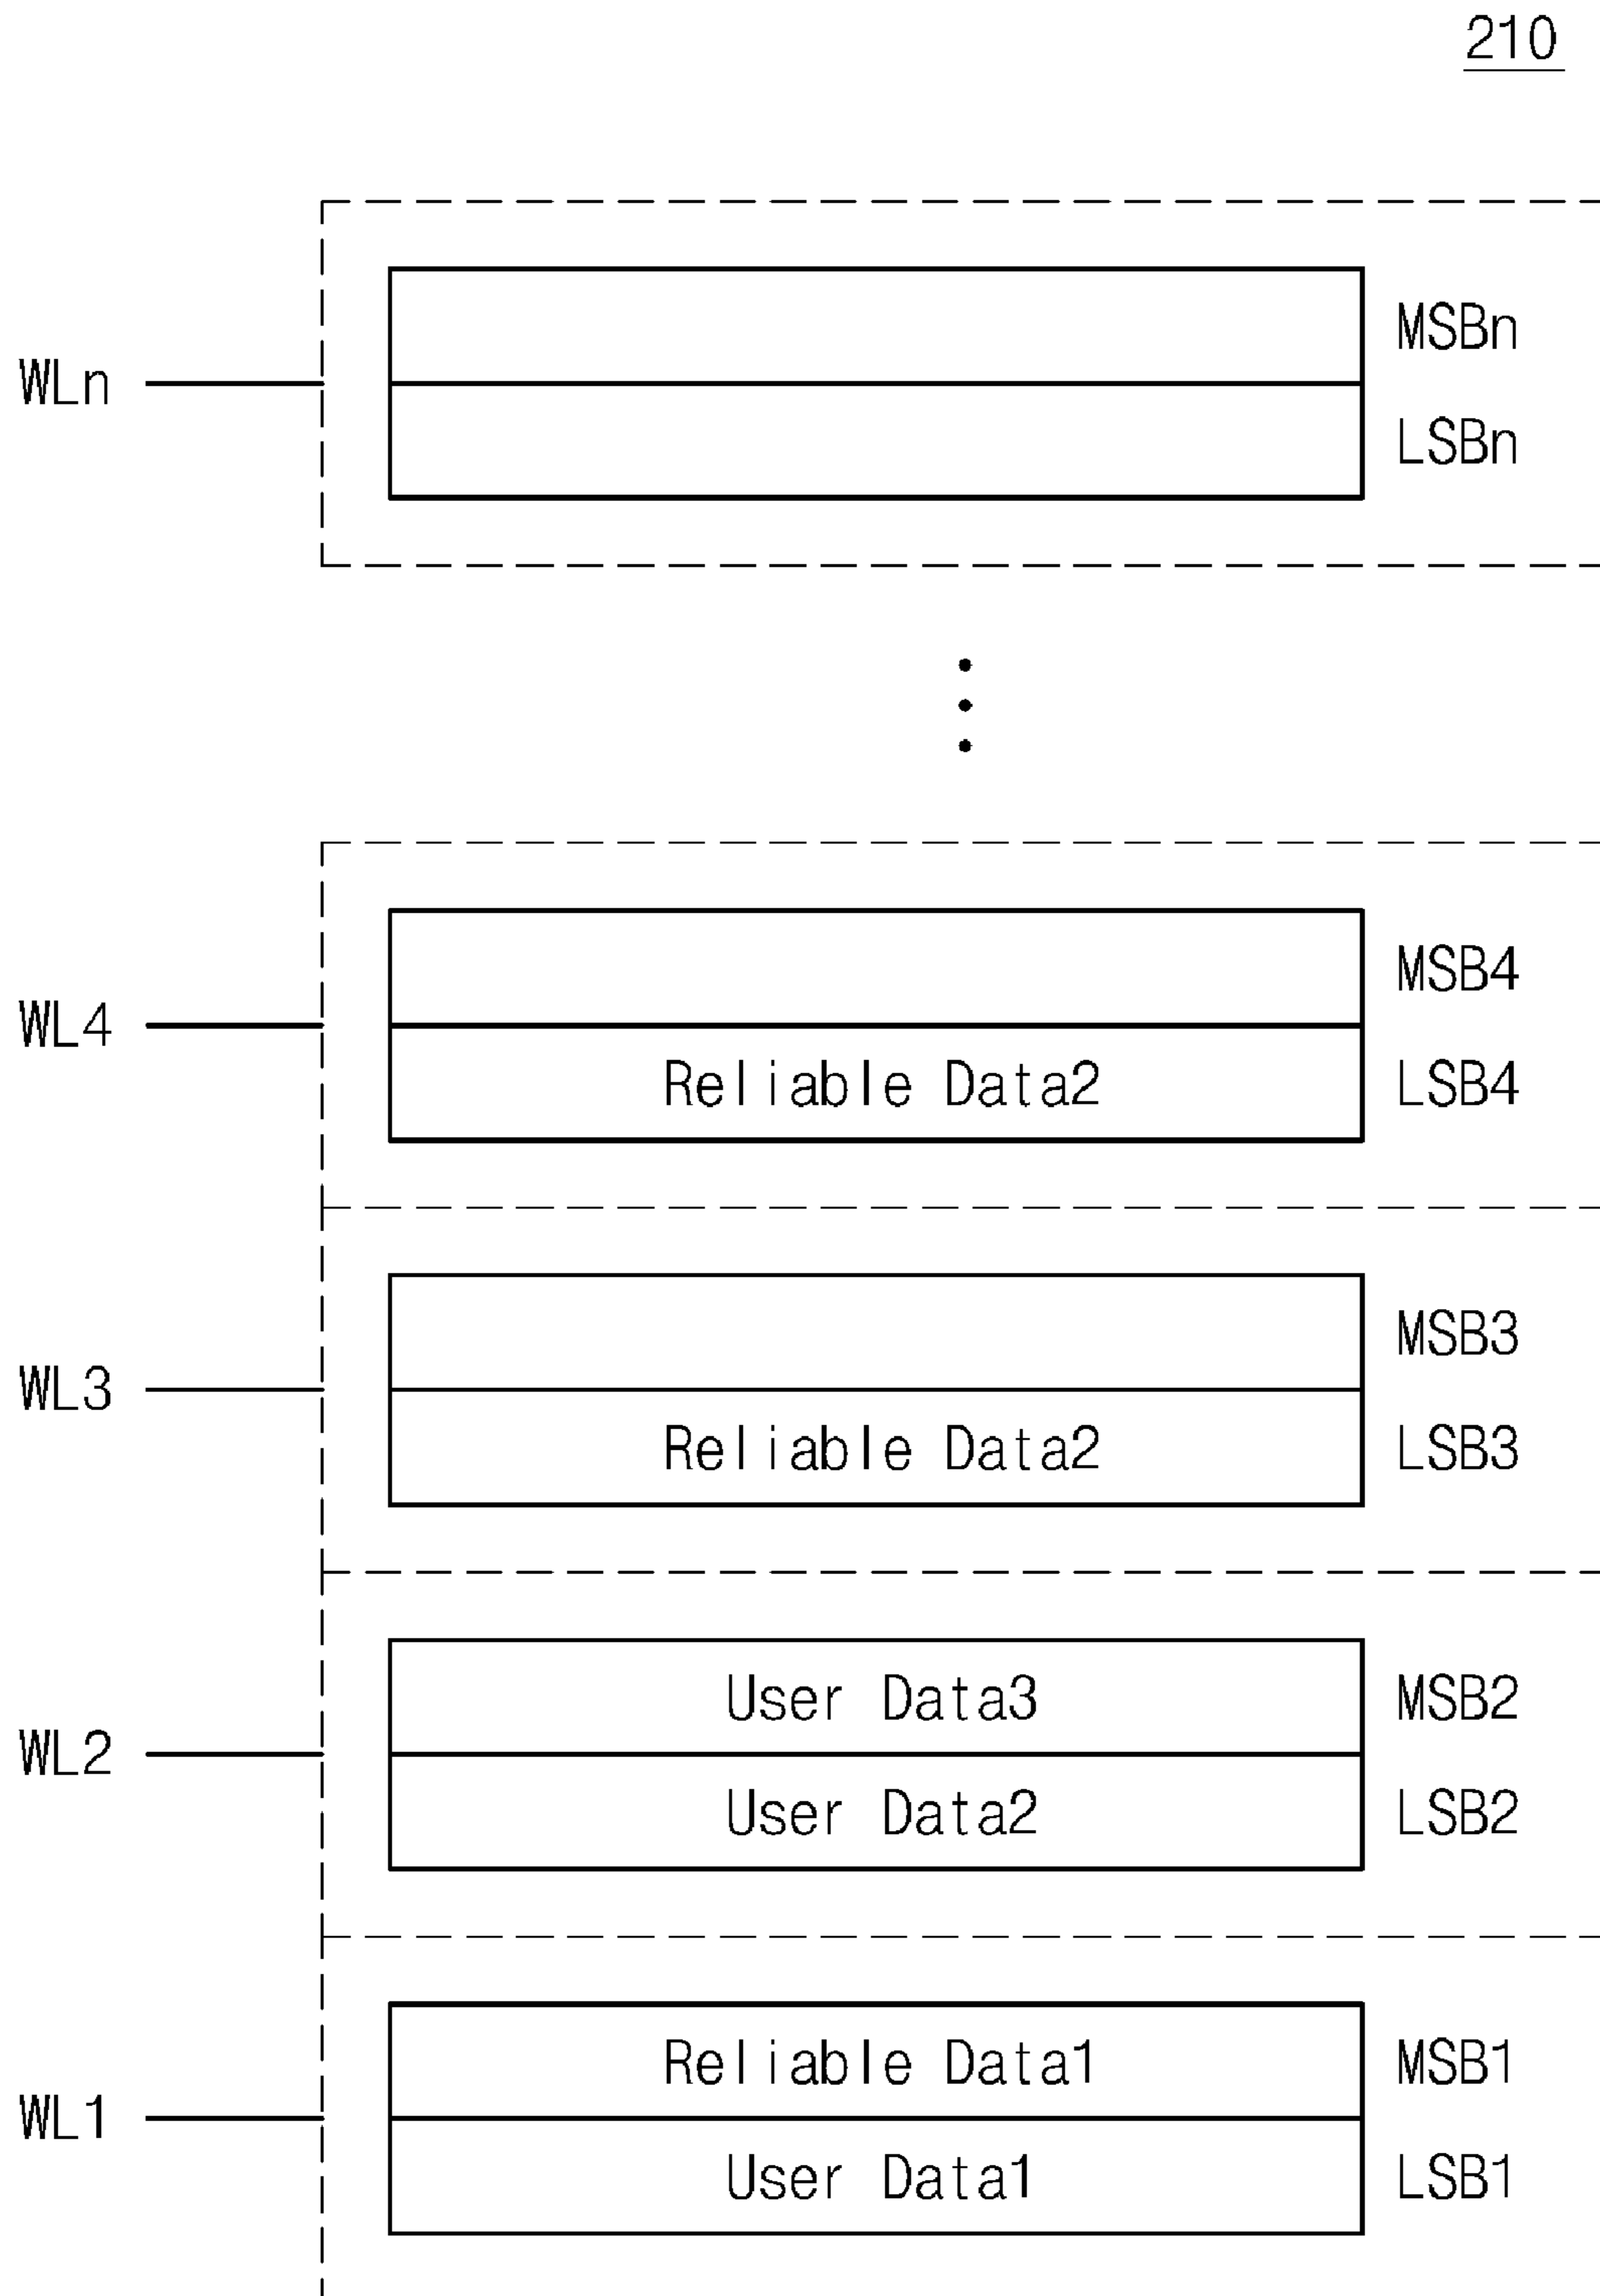 210
MSBn
WLn
LSBn
MSB4
WL4
Reliable Data2 LSB4
MSB3
WL3
Reliable Data2 LSB3
User Data3 MSB2
WL2
User Data2 LSB2
Reliable Data1 MSB1
WL1
User Data1 LSB1